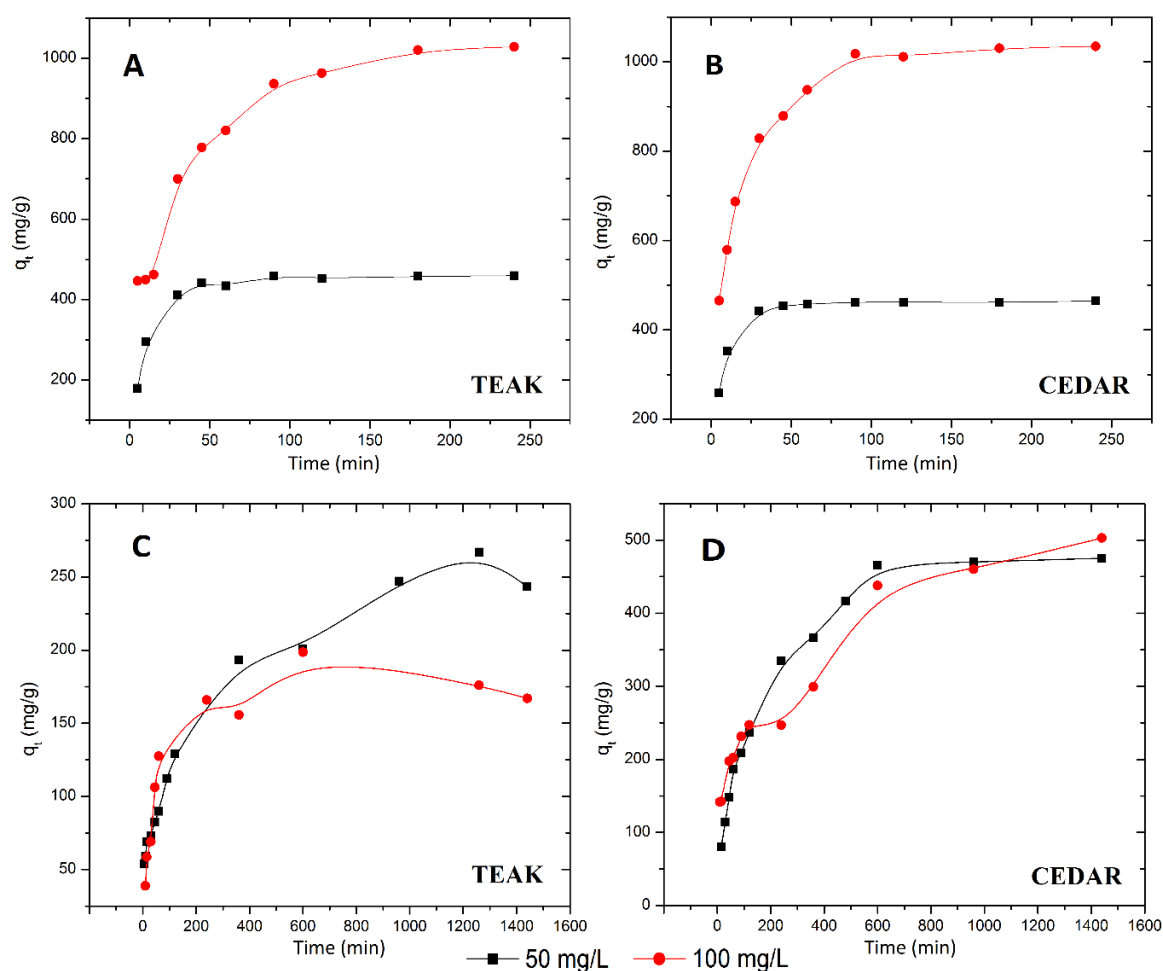 A
1000
800
600
400
200
q_t (mg/g)
0 50 100 150 200 250
Time (min)
TEAK
B
1000
800
600
400
200
q_t (mg/g)
0 50 100 150 200 250
Time (min)
CEDAR
C
300
250
200
150
100
50
q_t (mg/g)
0 200 400 600 800 1000 1200 1400 1600
Time (min)
TEAK
D
500
400
300
200
100
0
q_t (mg/g)
0 200 400 600 800 1000 1200 1400 1600
Time (min)
CEDAR
50 mg/L 100 mg/L